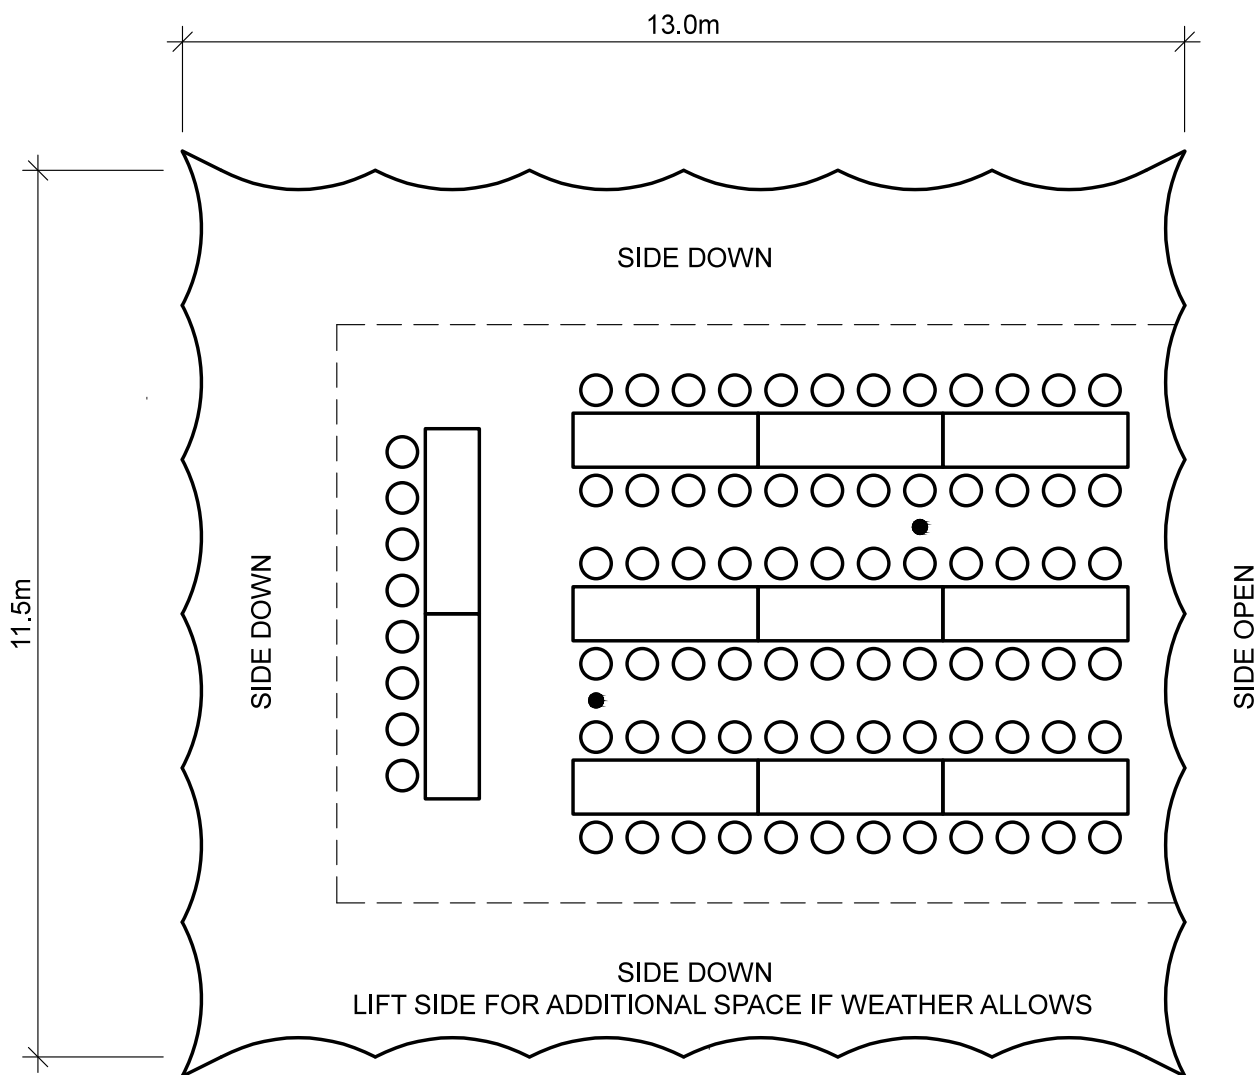 13.0m
SIDE DOWN
11.5m
SIDE DOWN
SIDE OPEN
SIDE DOWN
LIFT SIDE FOR ADDITIONAL SPACE IF WEATHER ALLOWS